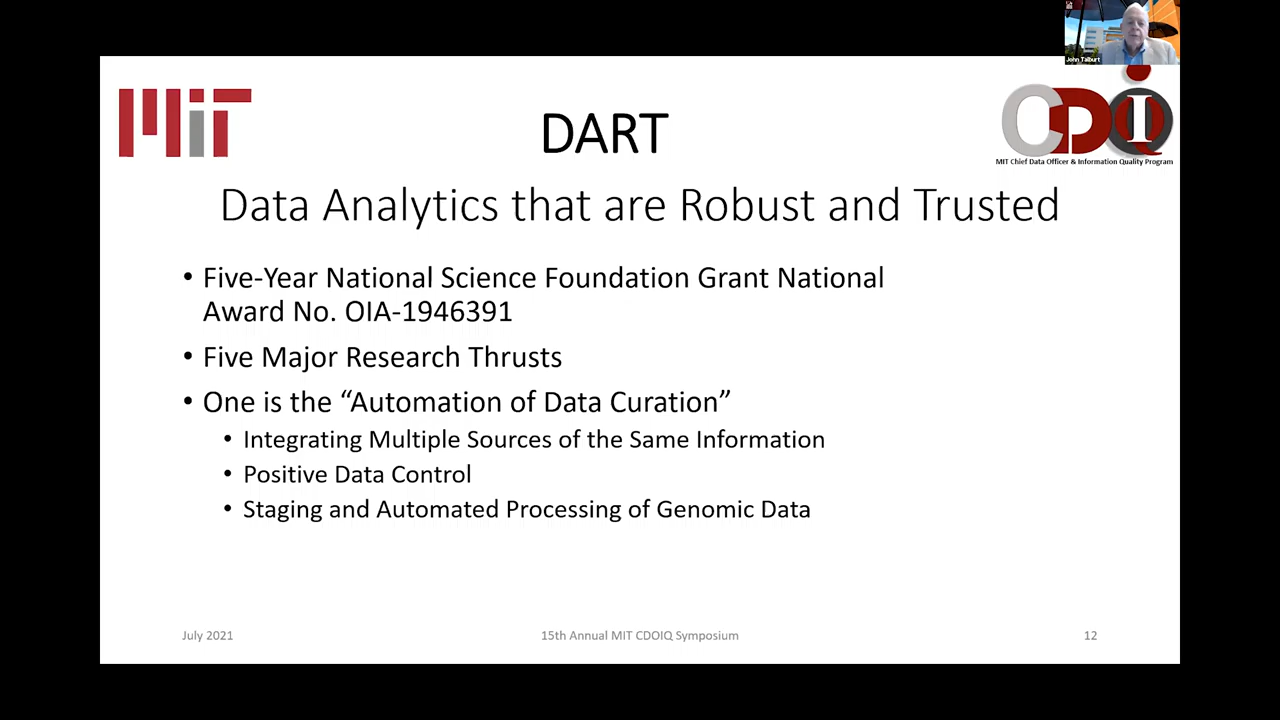 John Talburt
MIT
CDOIQ
MIT Chief Data Officer & Information Quality Program
DART
Data Analytics that are Robust and Trusted
• Five-Year National Science Foundation Grant National
Award No. OIA-1946391
• Five Major Research Thrusts
• One is the “Automation of Data Curation”
• Integrating Multiple Sources of the Same Information
• Positive Data Control
• Staging and Automated Processing of Genomic Data
July 2021
15th Annual MIT CDOIQ Symposium
12